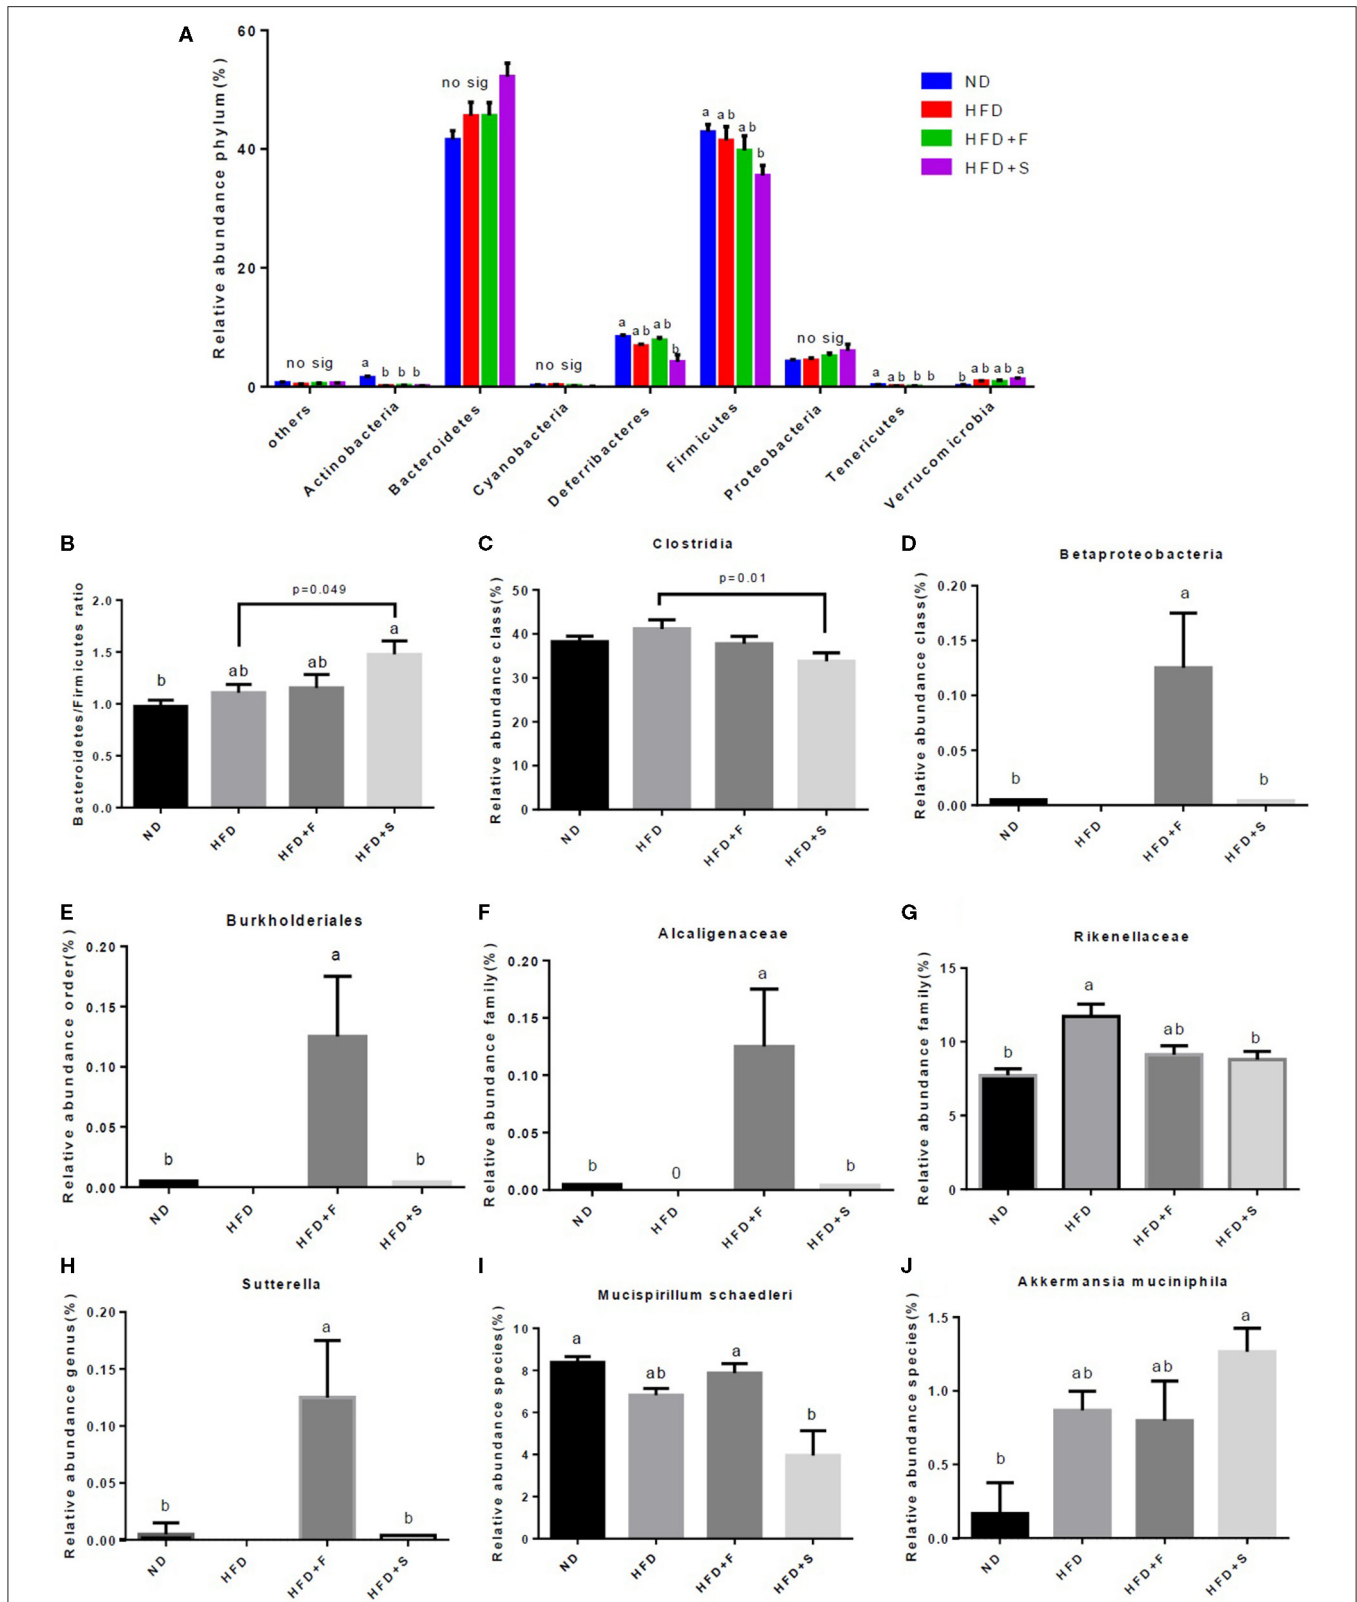 A
60
40
20
0
Relative abundance phylum(%)
no sig
a
b b b
no sig
no sig
a
ab
ab
b
a
ab
ab
b
no sig
a
ab
b b
b
ab
ab
a
ND
HFD
HFD+F
HFD+S
others
Actinobacteria
Bacteroidetes
Cyanobacteria
Deferribacteres
Firmicutes
Proteobacteria
Tenericutes
Verrucomicrobia
B
Bacteroidetes/Firmicutes ratio
2.0
1.5
1.0
0.5
0.0
p=0.049
b
ab
ab
a
ND
HFD
HFD+F
HFD+S
C
Clostridia
Relative abundance class(%)
50
40
30
20
10
0
p=0.01
ND
HFD
HFD+F
HFD+S
D
Betaproteobacteria
Relative abundance class(%)
0.20
0.15
0.10
0.05
0.00
b
a
b
ND
HFD
HFD+F
HFD+S
E
Burkholderiales
Relative abundance order(%)
0.20
0.15
0.10
0.05
0.00
b
a
b
ND
HFD
HFD+F
HFD+S
F
Alcaligenaceae
Relative abundance family(%)
0.20
0.15
0.10
0.05
0.00
b
0
a
b
ND
HFD
HFD+F
HFD+S
G
Rikenellaceae
Relative abundance family(%)
15
10
5
0
b
a
ab
b
ND
HFD
HFD+F
HFD+S
H
Sutterella
Relative abundance genus(%)
0.20
0.15
0.10
0.05
0.00
b
a
b
ND
HFD
HFD+F
HFD+S
I
Mucispirillum schaedleri
Relative abundance species(%)
10
8
6
4
2
0
a
ab
a
b
ND
HFD
HFD+F
HFD+S
J
Akkermansia muciniphila
Relative abundance species(%)
1.5
1.0
0.5
0.0
b
ab
ab
a
ND
HFD
HFD+F
HFD+S